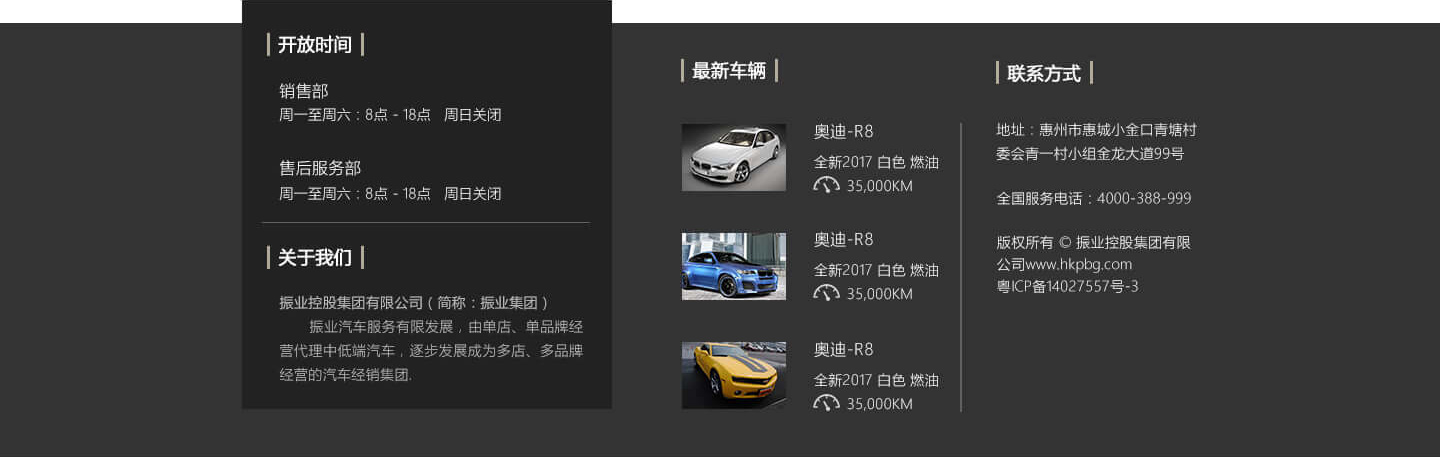 开放时间
销售部
周一至周六：8点 - 18点 周日关闭
售后服务部
周一至周六：8点 - 18点 周日关闭
关于我们
振业控股集团有限公司（简称：振业集团）
振业汽车服务有限发展，由单店、单品牌经
营代理中低端汽车，逐步发展成为多店、多品牌
经营的汽车经销集团.
最新车辆
奥迪-R8
全新2017 白色 燃油
35,000KM
奥迪-R8
全新2017 白色 燃油
35,000KM
奥迪-R8
全新2017 白色 燃油
35,000KM
联系方式
地址：惠州市惠城小金口青塘村
委会青一村小组金龙大道99号
全国服务电话：4000-388-999
版权所有 © 振业控股集团有限
公司www.hkpbg.com
粤ICP备14027557号-3